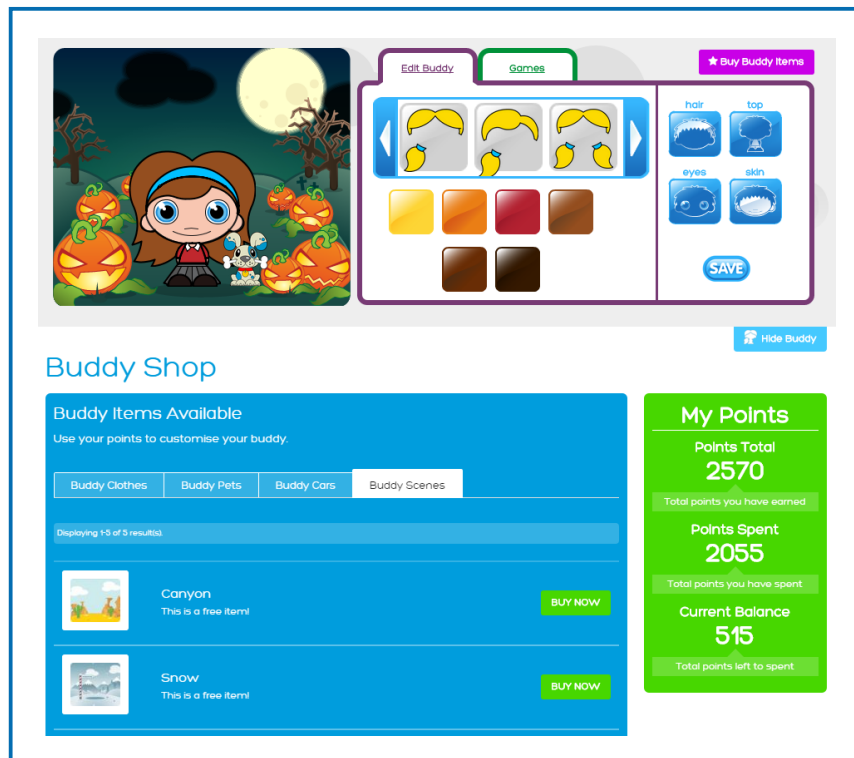 Edit Buddy
Games
★ Buy Buddy Items
hair top
eyes skin
SAVE
Hide Buddy
Buddy Shop
Buddy Items Available
Use your points to customise your buddy.
Buddy Clothes
Buddy Pets
Buddy Cars
Buddy Scenes
Displaying 1-5 of 5 result(s).
Canyon
This is a free item!
BUY NOW
Snow
This is a free item!
BUY NOW
My Points
Points Total
2570
Total points you have earned
Points Spent
2055
Total points you have spent
Current Balance
515
Total points left to spent